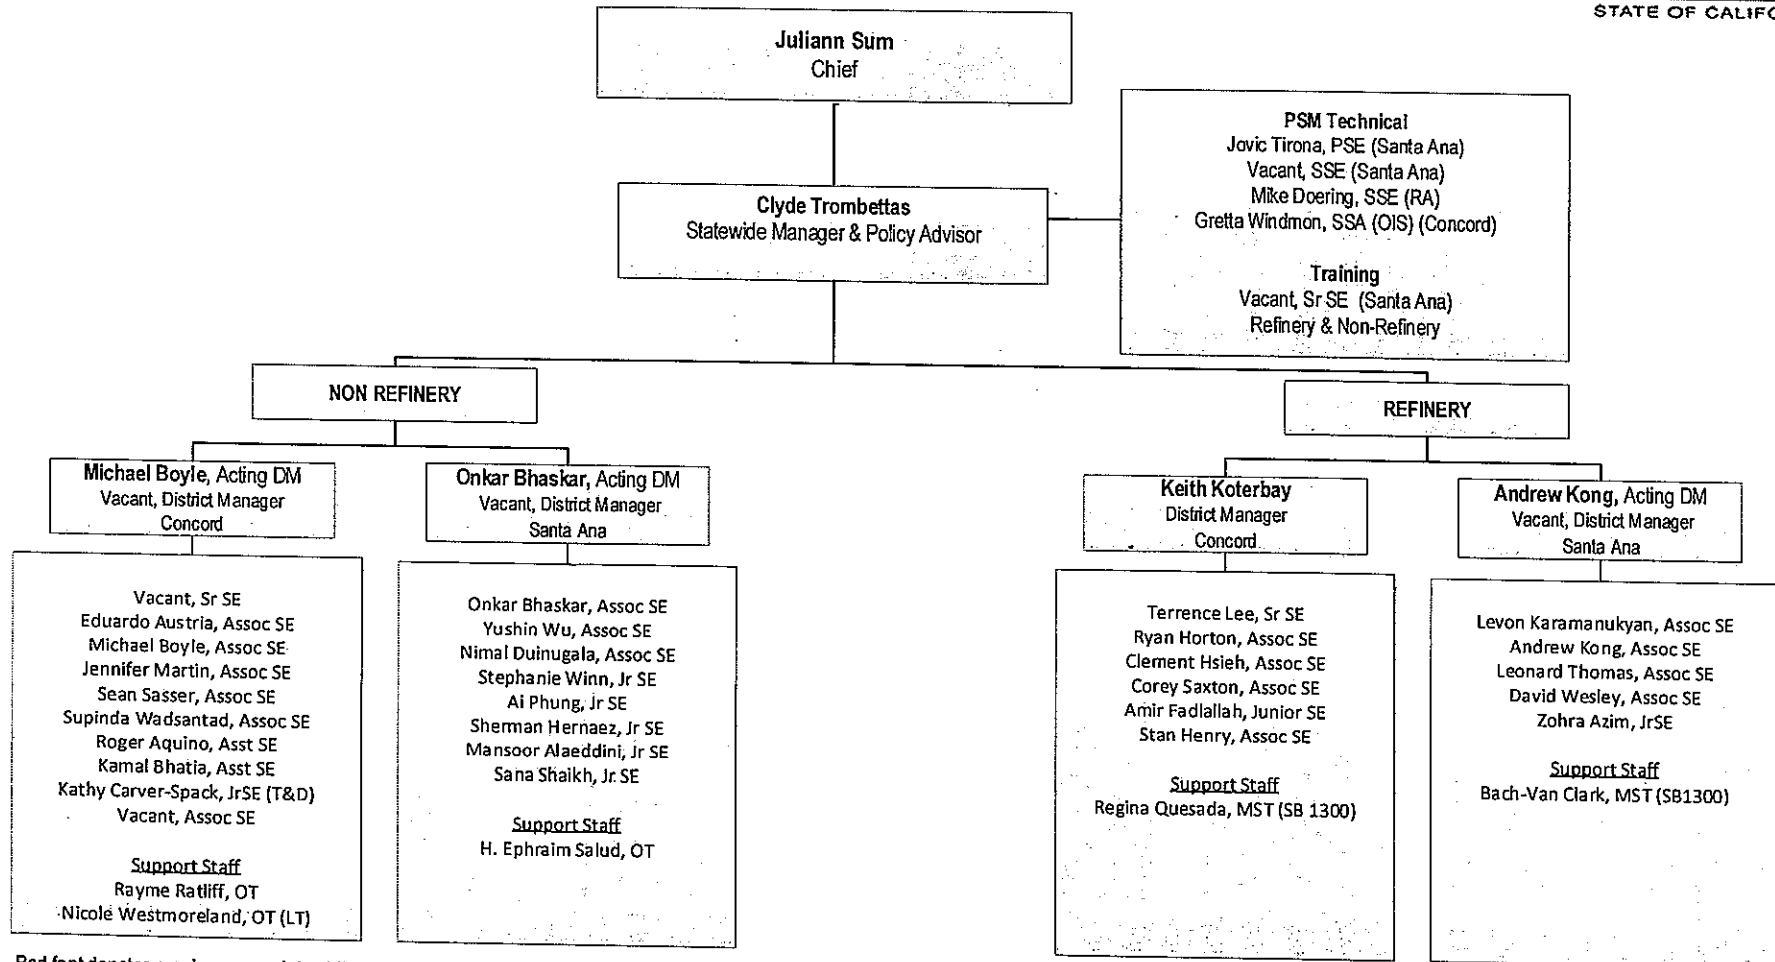 STATE OF CALIFO
Juliann Sum
Chief
PSM Technical
Jovic Tirona, PSE (Santa Ana)
Vacant, SSE (Santa Ana)
Mike Doering, SSE (RA)
Gretta Windmon, SSA (OIS) (Concord)
Training
Vacant, Sr SE (Santa Ana)
Refinery & Non-Refinery
Clyde Trombettas
Statewide Manager & Policy Advisor
NON REFINERY
REFINERY
Michael Boyle, Acting DM
Vacant, District Manager
Concord
Onkar Bhaskar, Acting DM
Vacant, District Manager
Santa Ana
Keith Koterbay
District Manager
Concord
Andrew Kong, Acting DM
Vacant, District Manager
Santa Ana
Vacant, Sr SE
Eduardo Austria, Assoc SE
Michael Boyle, Assoc SE
Jennifer Martin, Assoc SE
Sean Sasser, Assoc SE
Supinda Wadsantad, Assoc SE
Roger Aquino, Asst SE
Kamal Bhatia, Asst SE
Kathy Carver-Spack, JrSE (T&D)
Vacant, Assoc SE
Support Staff
Rayme Ratliff, OT
Nicole Westmoreland, OT (LT)
Onkar Bhaskar, Assoc SE
Yushin Wu, Assoc SE
Nimal Duinugala, Assoc SE
Stephanie Winn, Jr SE
Ai Phung, Jr SE
Sherman Hernaez, Jr SE
Mansoor Alaeddini, Jr SE
Sana Shaikh, Jr SE
Support Staff
H. Ephraim Salud, OT
Terrence Lee, Sr SE
Ryan Horton, Assoc SE
Clement Hsieh, Assoc SE
Corey Saxton, Assoc SE
Amir Fadlallah, Junior SE
Stan Henry, Assoc SE
Support Staff
Regina Quesada, MST (SB 1300)
Levon Karamanukyan, Assoc SE
Andrew Kong, Assoc SE
Leonard Thomas, Assoc SE
David Wesley, Assoc SE
Zohra Azim, JrSE
Support Staff
Bach-Van Clark, MST (SB1300)
Red font denotes